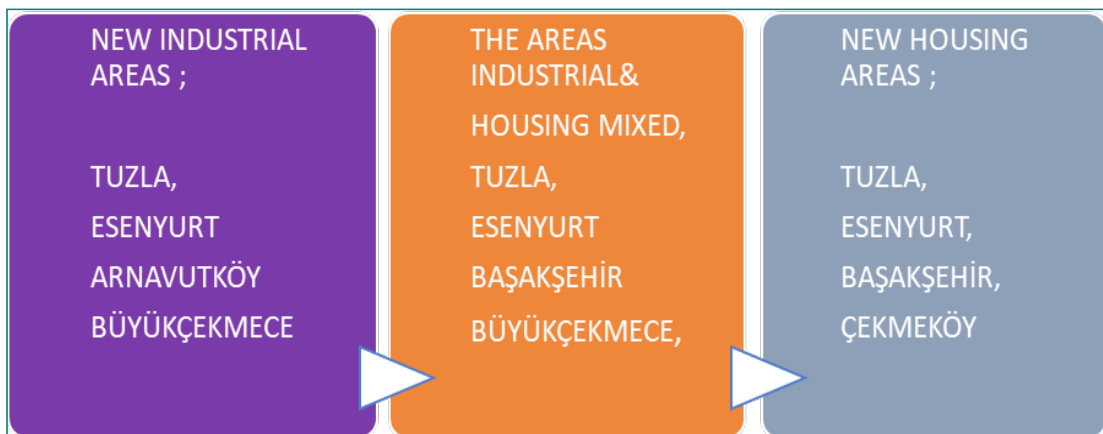 NEW INDUSTRIAL
AREAS ;
TUZLA,
ESENYURT
ARNAVUTKÖY
BÜYÜKÇEKMECE
THE AREAS
INDUSTRIAL&
HOUSING MIXED,
TUZLA,
ESENYURT
BAŞAKŞEHİR
BÜYÜKÇEKMECE,
NEW HOUSING
AREAS ;
TUZLA,
ESENYURT,
BAŞAKŞEHİR,
ÇEKMEKÖY